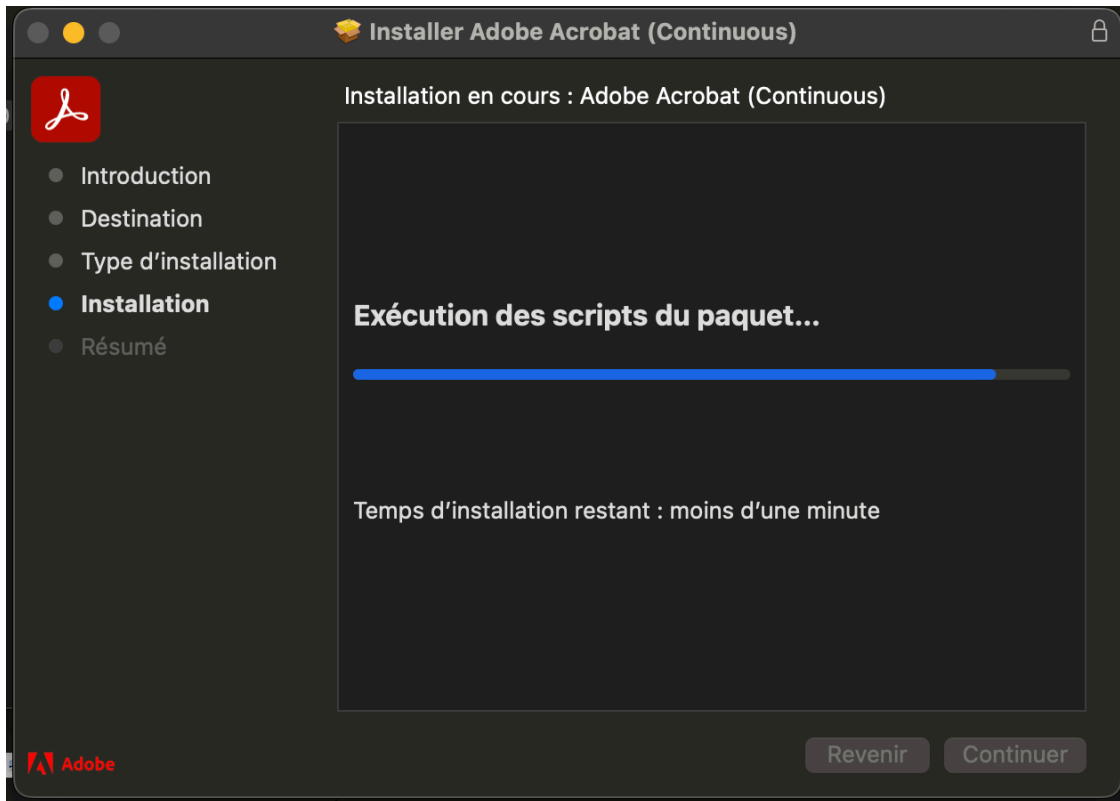 Installer Adobe Acrobat (Continuous)
Installation en cours : Adobe Acrobat (Continuous)
Introduction
Destination
Type d’installation
Installation
Résumé
Exécution des scripts du paquet...
Temps d’installation restant : moins d’une minute
Adobe
Revenir
Continuer